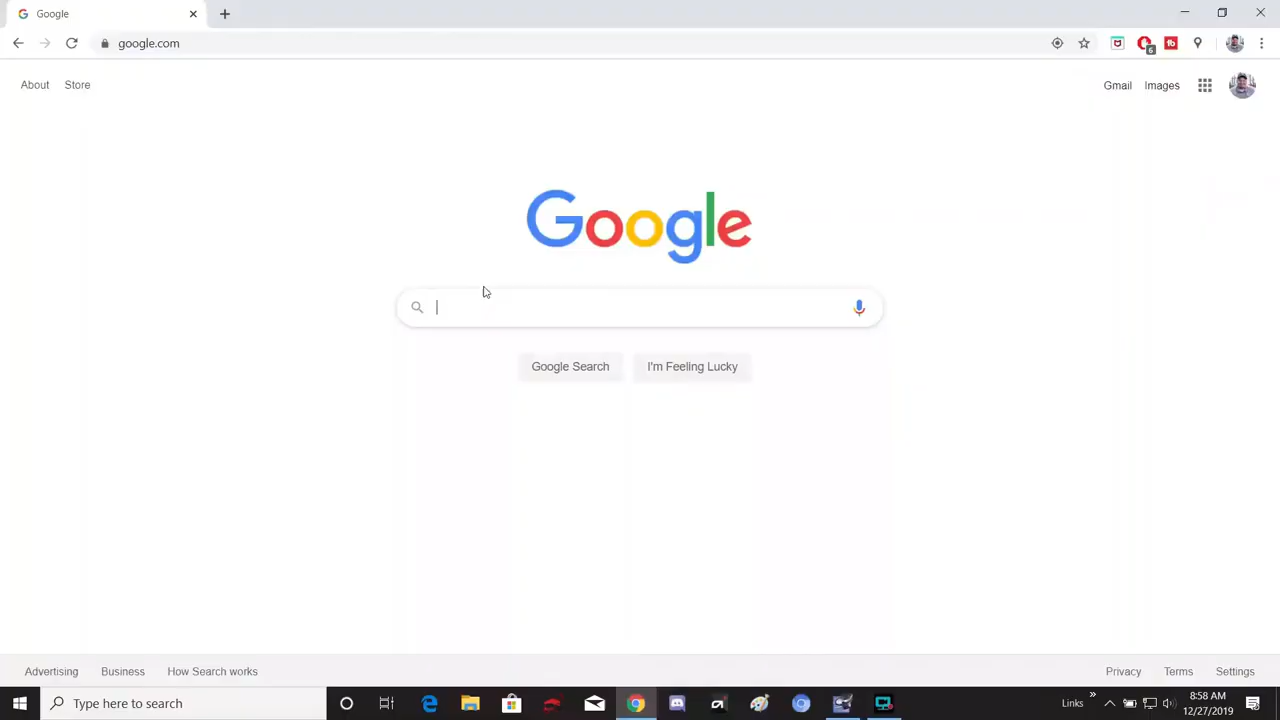 Google
google.com
6
About Store
Gmail Images
Google
Google Search I'm Feeling Lucky
Advertising Business How Search works
Privacy Terms Settings
Type here to search
Links
8:58 AM
12/27/2019